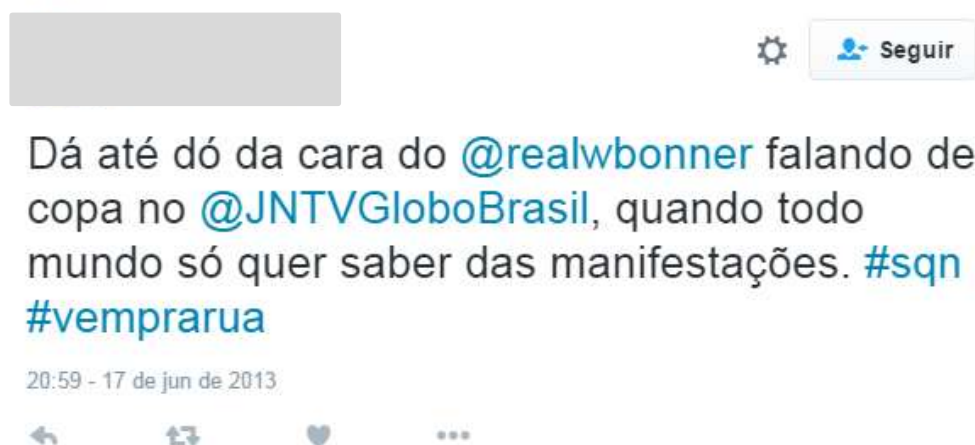 Seguir
Dá até dó da cara do @realwbonner falando de
copa no @JNTVGloboBrasil, quando todo
mundo só quer saber das manifestações. #sqn
#vemprarua
20:59 - 17 de jun de 2013